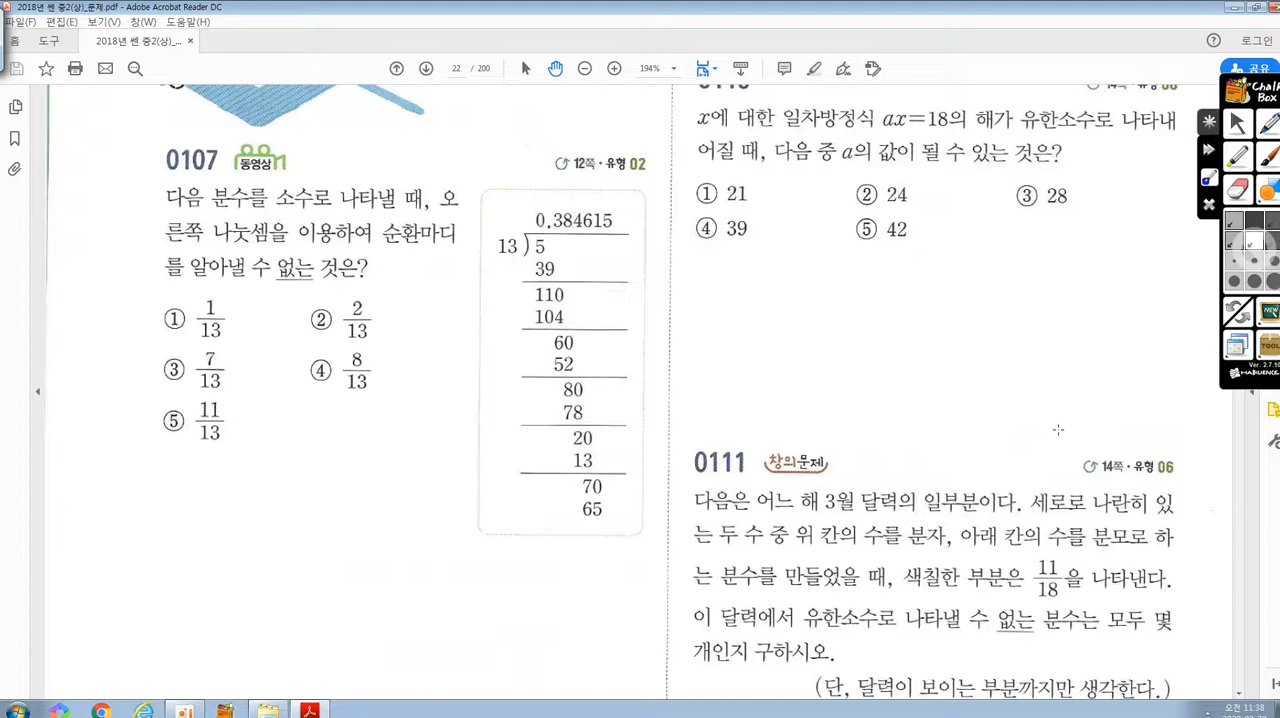 2018년 쎈 중2(상)_문제.pdf - Adobe Acrobat Reader DC
파일(F) 편집(E) 보기(V) 창(W) 도움말(H)
홈 도구 2018년 쎈 중2(상)_... × 로그인
22 / 200 194% 공유
0107 동영상 12쪽 · 유형 02
다음 분수를 소수로 나타낼 때, 오
른쪽 나눗셈을 이용하여 순환마디
를 알아낼 수 없는 것은?
① 1/13 ② 2/13
③ 7/13 ④ 8/13
⑤ 11/13
0.384615
13 ) 5
39
110
104
60
52
80
78
20
13
70
65
x에 대한 일차방정식 ax=18의 해가 유한소수로 나타내
어질 때, 다음 중 a의 값이 될 수 있는 것은?
① 21 ② 24 ③ 28
④ 39 ⑤ 42
0111 창의문제 14쪽 · 유형 06
다음은 어느 해 3월 달력의 일부분이다. 세로로 나란히 있
는 두 수 중 위 칸의 수를 분자, 아래 칸의 수를 분모로 하
는 분수를 만들었을 때, 색칠한 부분은 11/18을 나타낸다.
이 달력에서 유한소수로 나타낼 수 없는 분수는 모두 몇
개인지 구하시오.
(단, 달력이 보이는 부분까지만 생각한다.)
Chalk
Box
TOOL
Ver. 2.7.10
HABILIENCE
오전 11:38